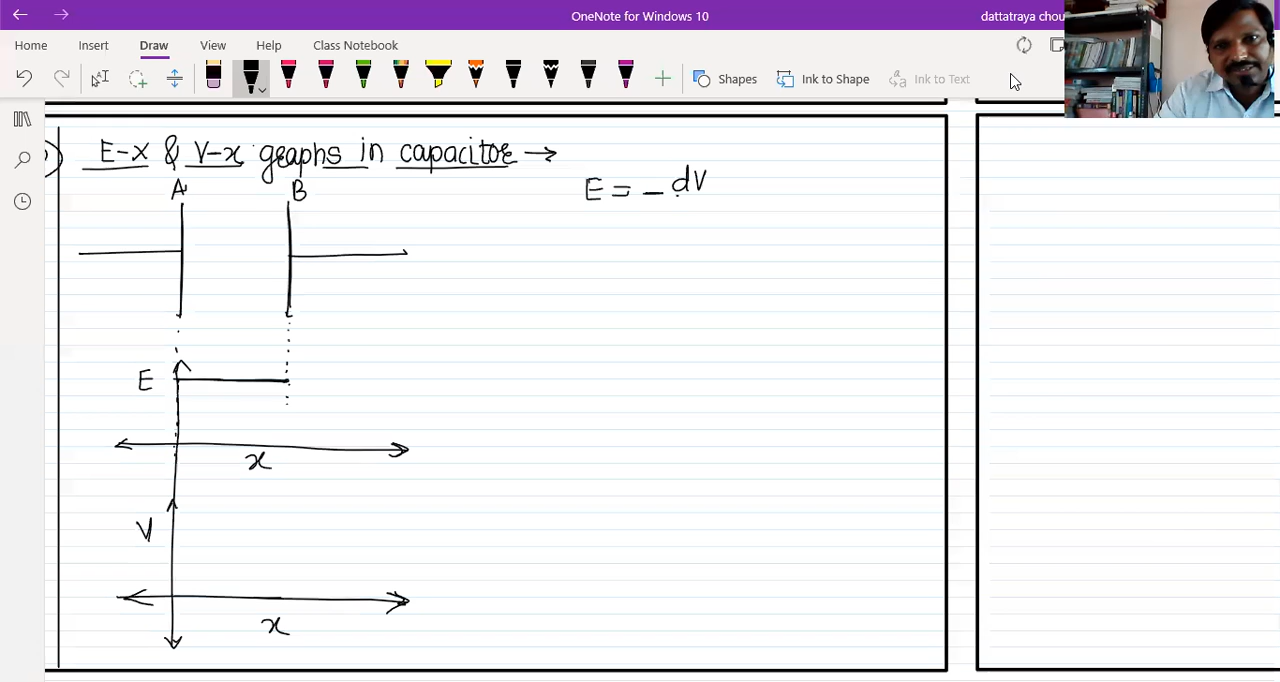 OneNote for Windows 10
dattatraya chou
Home Insert Draw View Help Class Notebook
Shapes Ink to Shape Ink to Text
E-x & V-x graphs in capacitor →
A B
E = - dV
E
x
V
x